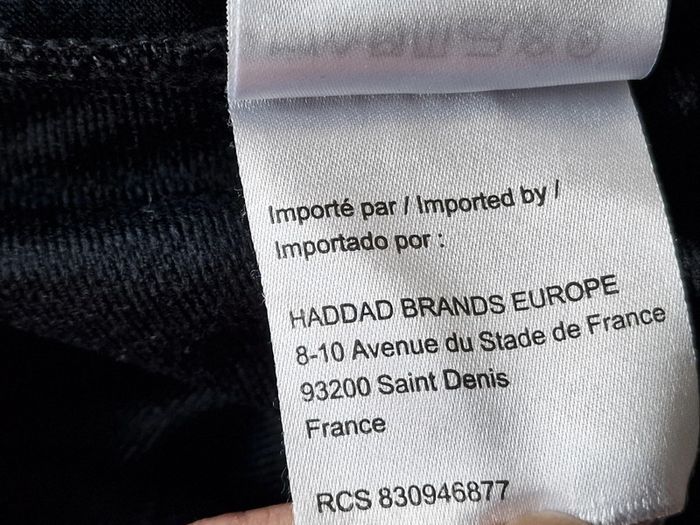 Importé par / Imported by /
Importado por :
HADDAD BRANDS EUROPE
8-10 Avenue du Stade de France
93200 Saint Denis
France
RCS 830946877